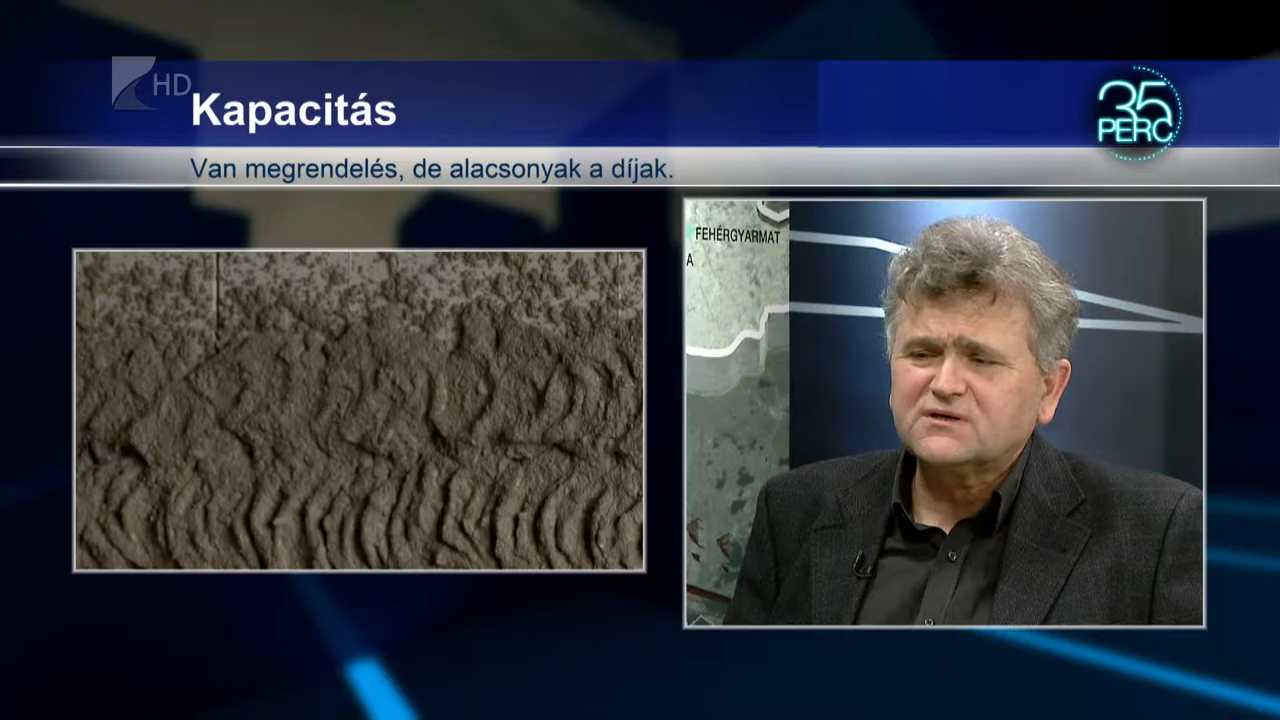 HD
Kapacitás
35
PERC
Van megrendelés, de alacsonyak a díjak.
FEHÉRGYARMAT
A